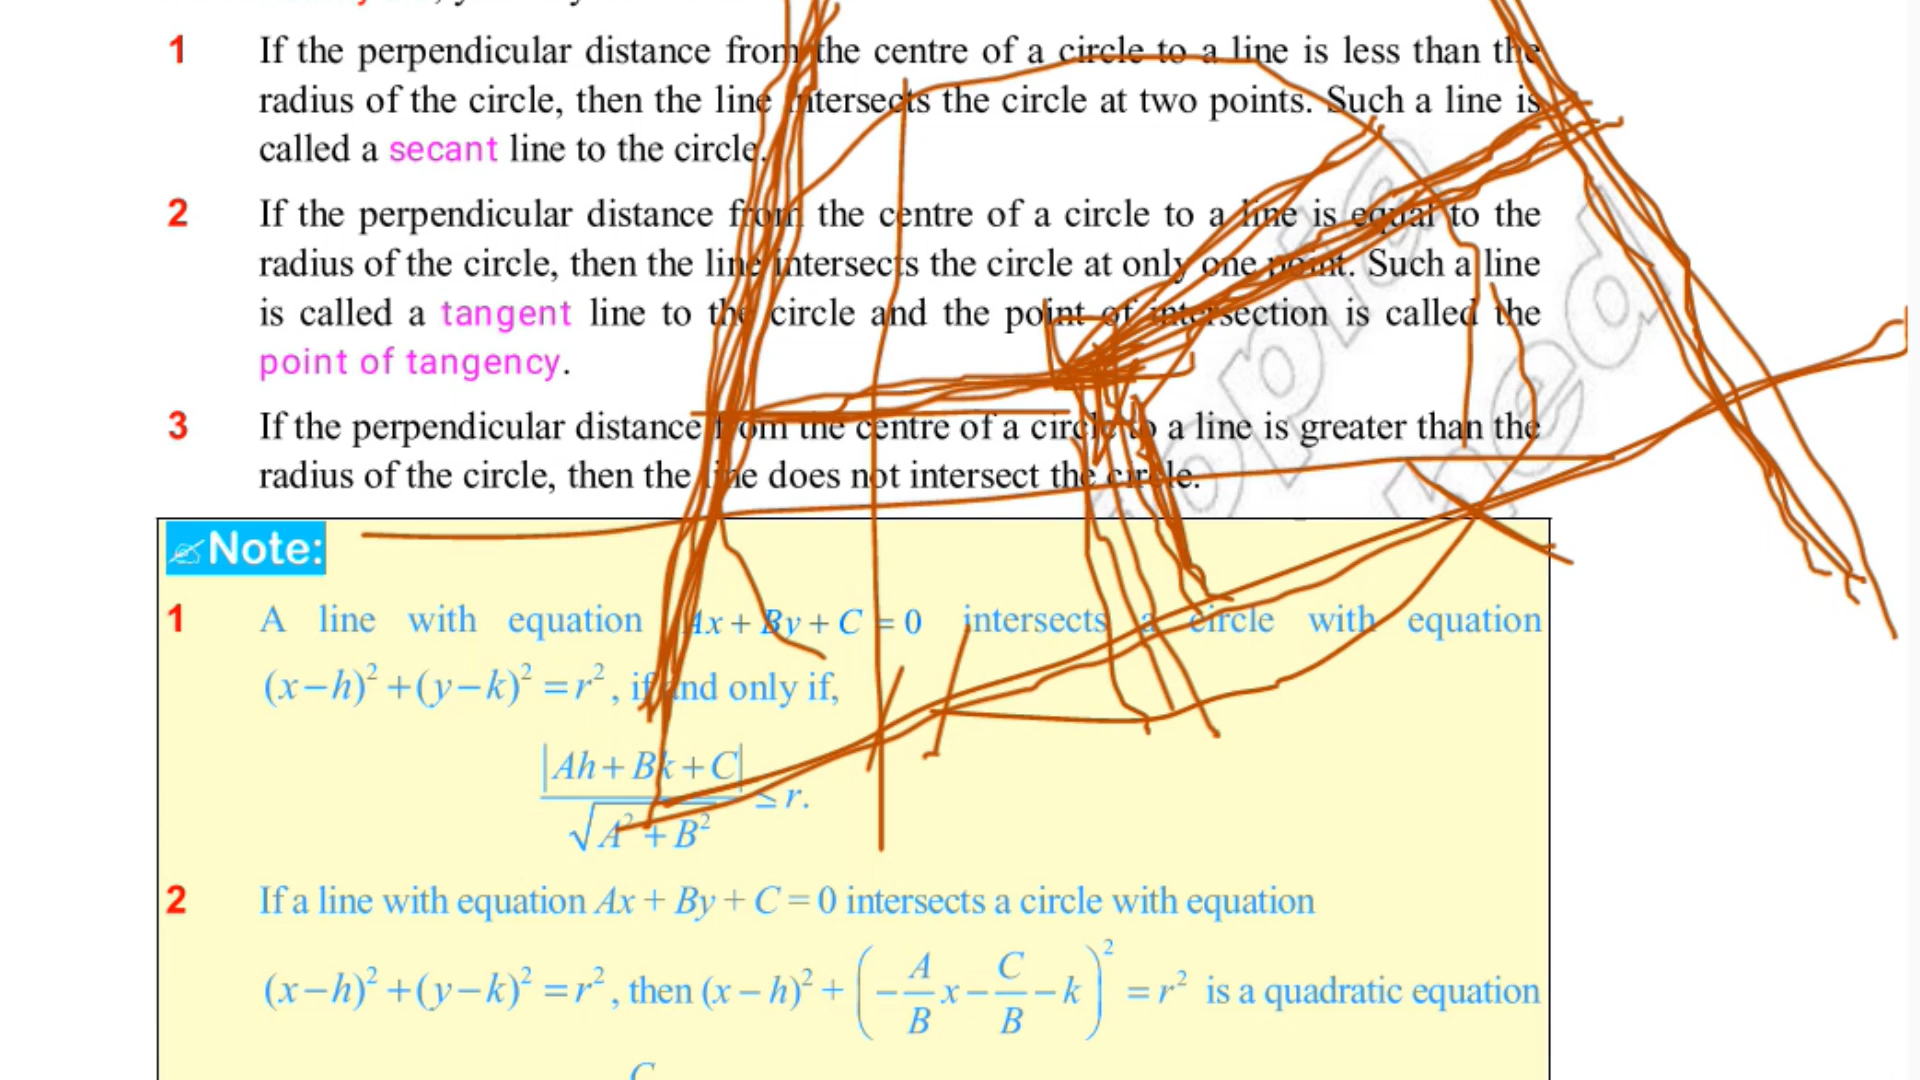 1 If the perpendicular distance from the centre of a circle to a line is less than the
radius of the circle, then the line intersects the circle at two points. Such a line is
called a secant line to the circle.
2 If the perpendicular distance from the centre of a circle to a line is equal to the
radius of the circle, then the line intersects the circle at only one point. Such a line
is called a tangent line to the circle and the point of intersection is called the
point of tangency.
3 If the perpendicular distance from the centre of a circle to a line is greater than the
radius of the circle, then the line does not intersect the circle.
Note:
1 A line with equation Ax + By + C = 0 intersects a circle with equation
(x−h)² + (y−k)² = r², if and only if,
|Ah + Bk + C| / √(A² + B²) ≤ r.
2 If a line with equation Ax + By + C = 0 intersects a circle with equation
(x−h)² + (y−k)² = r², then (x − h)² + (−A/B x − C/B − k)² = r² is a quadratic equation
C